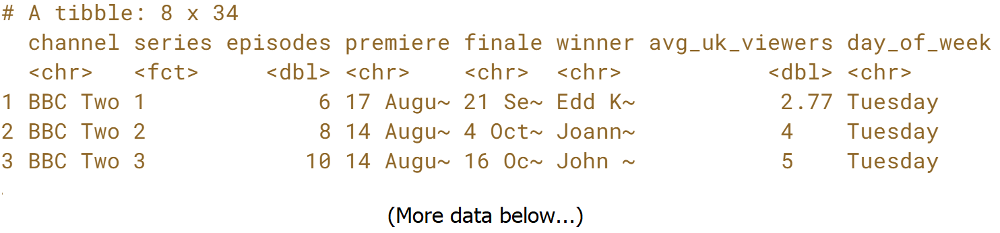 # A tibble: 8 x 34
channel series episodes premiere finale winner avg_uk_viewers day_of_week
<chr> <fct> <dbl> <chr> <chr> <chr> <dbl> <chr>
1 BBC Two 1 6 17 Augu~ 21 Se~ Edd K~ 2.77 Tuesday
2 BBC Two 2 8 14 Augu~ 4 Oct~ Joann~ 4 Tuesday
3 BBC Two 3 10 14 Augu~ 16 Oc~ John ~ 5 Tuesday
(More data below...)